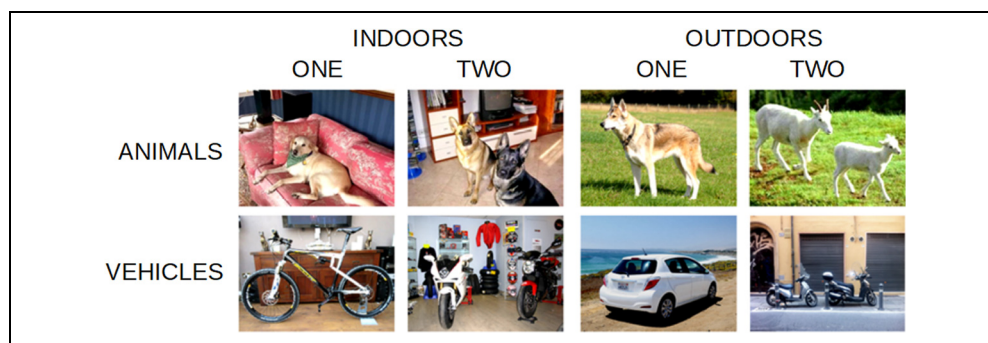 INDOORS OUTDOORS
ONE TWO ONE TWO
ANIMALS
VEHICLES